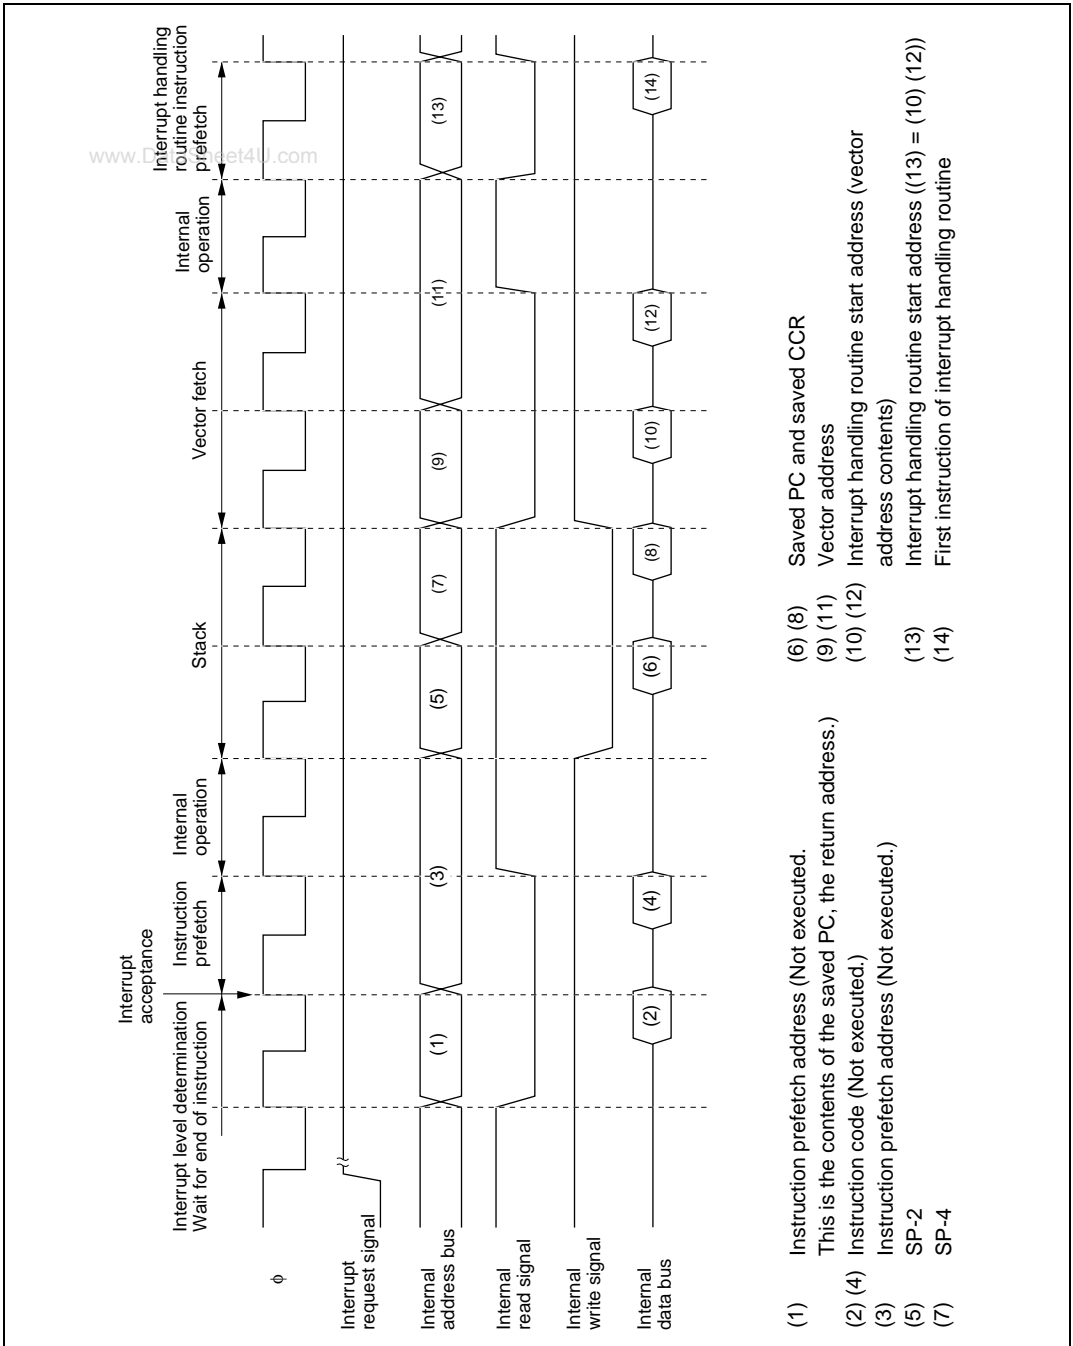 www.DataSheet4U.com
Interrupt level determination
Wait for end of instruction
Interrupt
acceptance
Instruction
prefetch
Internal
operation
Stack
Vector fetch
Internal
operation
Interrupt handling
routine instruction
prefetch
φ
Interrupt
request signal
Internal
address bus
(1)
(3)
(5)
(7)
(9)
(11)
(13)
Internal
read signal
Internal
write signal
Internal
data bus
(2)
(4)
(6)
(8)
(10)
(12)
(14)
(1) Instruction prefetch address (Not executed.
This is the contents of the saved PC, the return address.)
(2) (4) Instruction code (Not executed.)
(3) Instruction prefetch address (Not executed.)
(5) SP-2
(7) SP-4
(6) (8) Saved PC and saved CCR
(9) (11) Vector address
(10) (12) Interrupt handling routine start address (vector
address contents)
(13) Interrupt handling routine start address ((13) = (10) (12))
(14) First instruction of interrupt handling routine